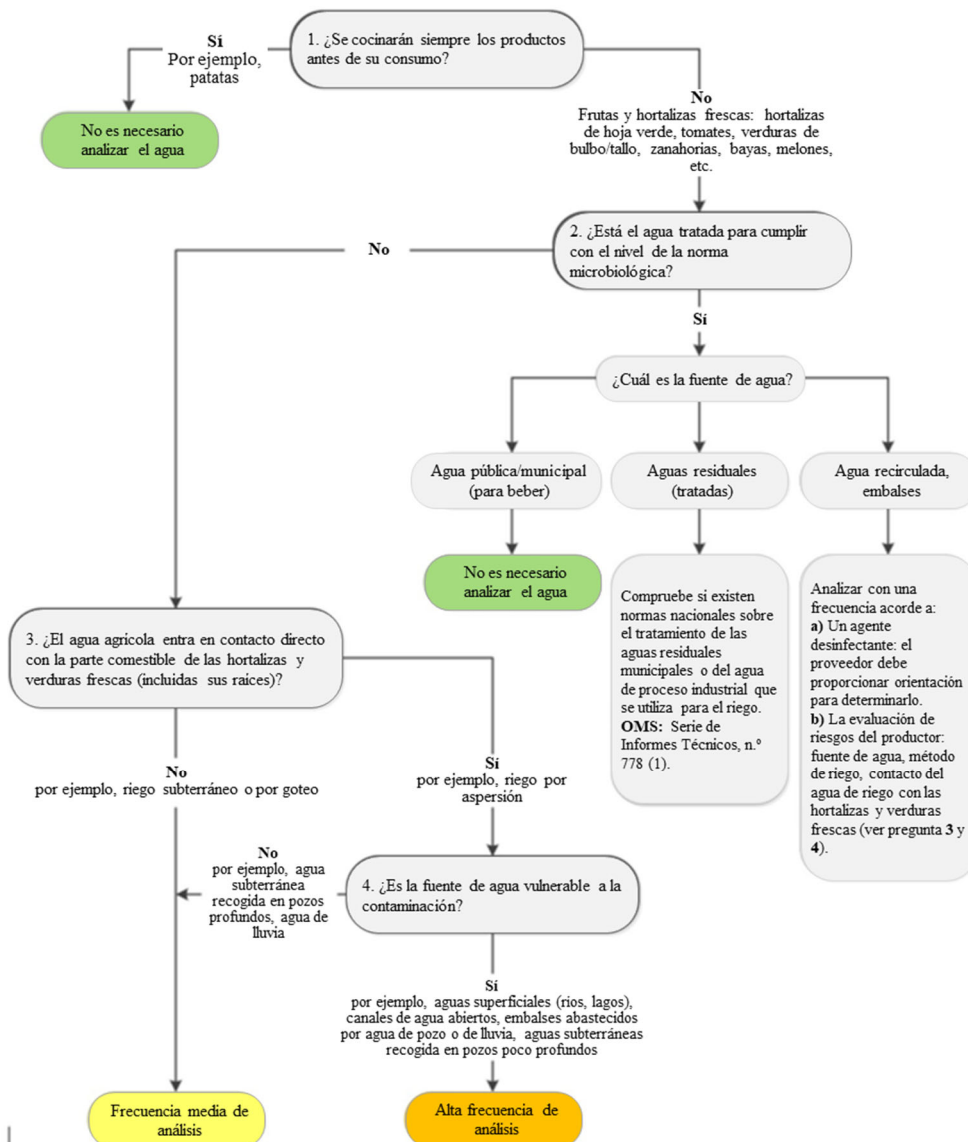 Sí
Por ejemplo,
patatas
1. ¿Se cocinarán siempre los productos
antes de su consumo?
No es necesario
analizar el agua
No
Frutas y hortalizas frescas: hortalizas
de hoja verde, tomates, verduras de
bulbo/tallo, zanahorias, bayas, melones,
etc.
2. ¿Está el agua tratada para cumplir
con el nivel de la norma
microbiológica?
No
Sí
¿Cuál es la fuente de agua?
Agua pública/municipal
(para beber)
Aguas residuales
(tratadas)
Agua recirculada,
embalses
No es necesario
analizar el agua
Compruebe si existen
normas nacionales sobre
el tratamiento de las
aguas residuales
municipales o del agua
de proceso industrial que
se utiliza para el riego.
OMS: Serie de
Informes Técnicos, n.º
778 (1).
Analizar con una
frecuencia acorde a:
a) Un agente
desinfectante: el
proveedor debe
proporcionar orientación
para determinarlo.
b) La evaluación de
riesgos del productor:
fuente de agua, método
de riego, contacto del
agua de riego con las
hortalizas y verduras
frescas (ver pregunta 3 y
4).
3. ¿El agua agrícola entra en contacto directo
con la parte comestible de las hortalizas y
verduras frescas (incluidas sus raíces)?
No
por ejemplo, riego subterráneo o por goteo
Sí
por ejemplo, riego por
aspersión
No
por ejemplo, agua
subterránea
recogida en pozos
profundos, agua de
lluvia
4. ¿Es la fuente de agua vulnerable a la
contaminación?
Sí
por ejemplo, aguas superficiales (ríos, lagos),
canales de agua abiertos, embalses abastecidos
por agua de pozo o de lluvia, aguas subterráneas
recogida en pozos poco profundos
Frecuencia media de
análisis
Alta frecuencia de
análisis